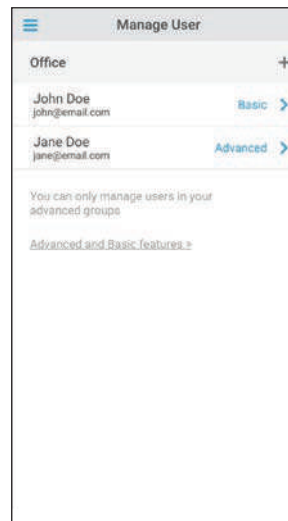 Manage User
Office +
John Doe
john@email.com
Basic
Jane Doe
jane@email.com
Advanced
You can only manage users in your
advanced groups
Advanced and Basic features »